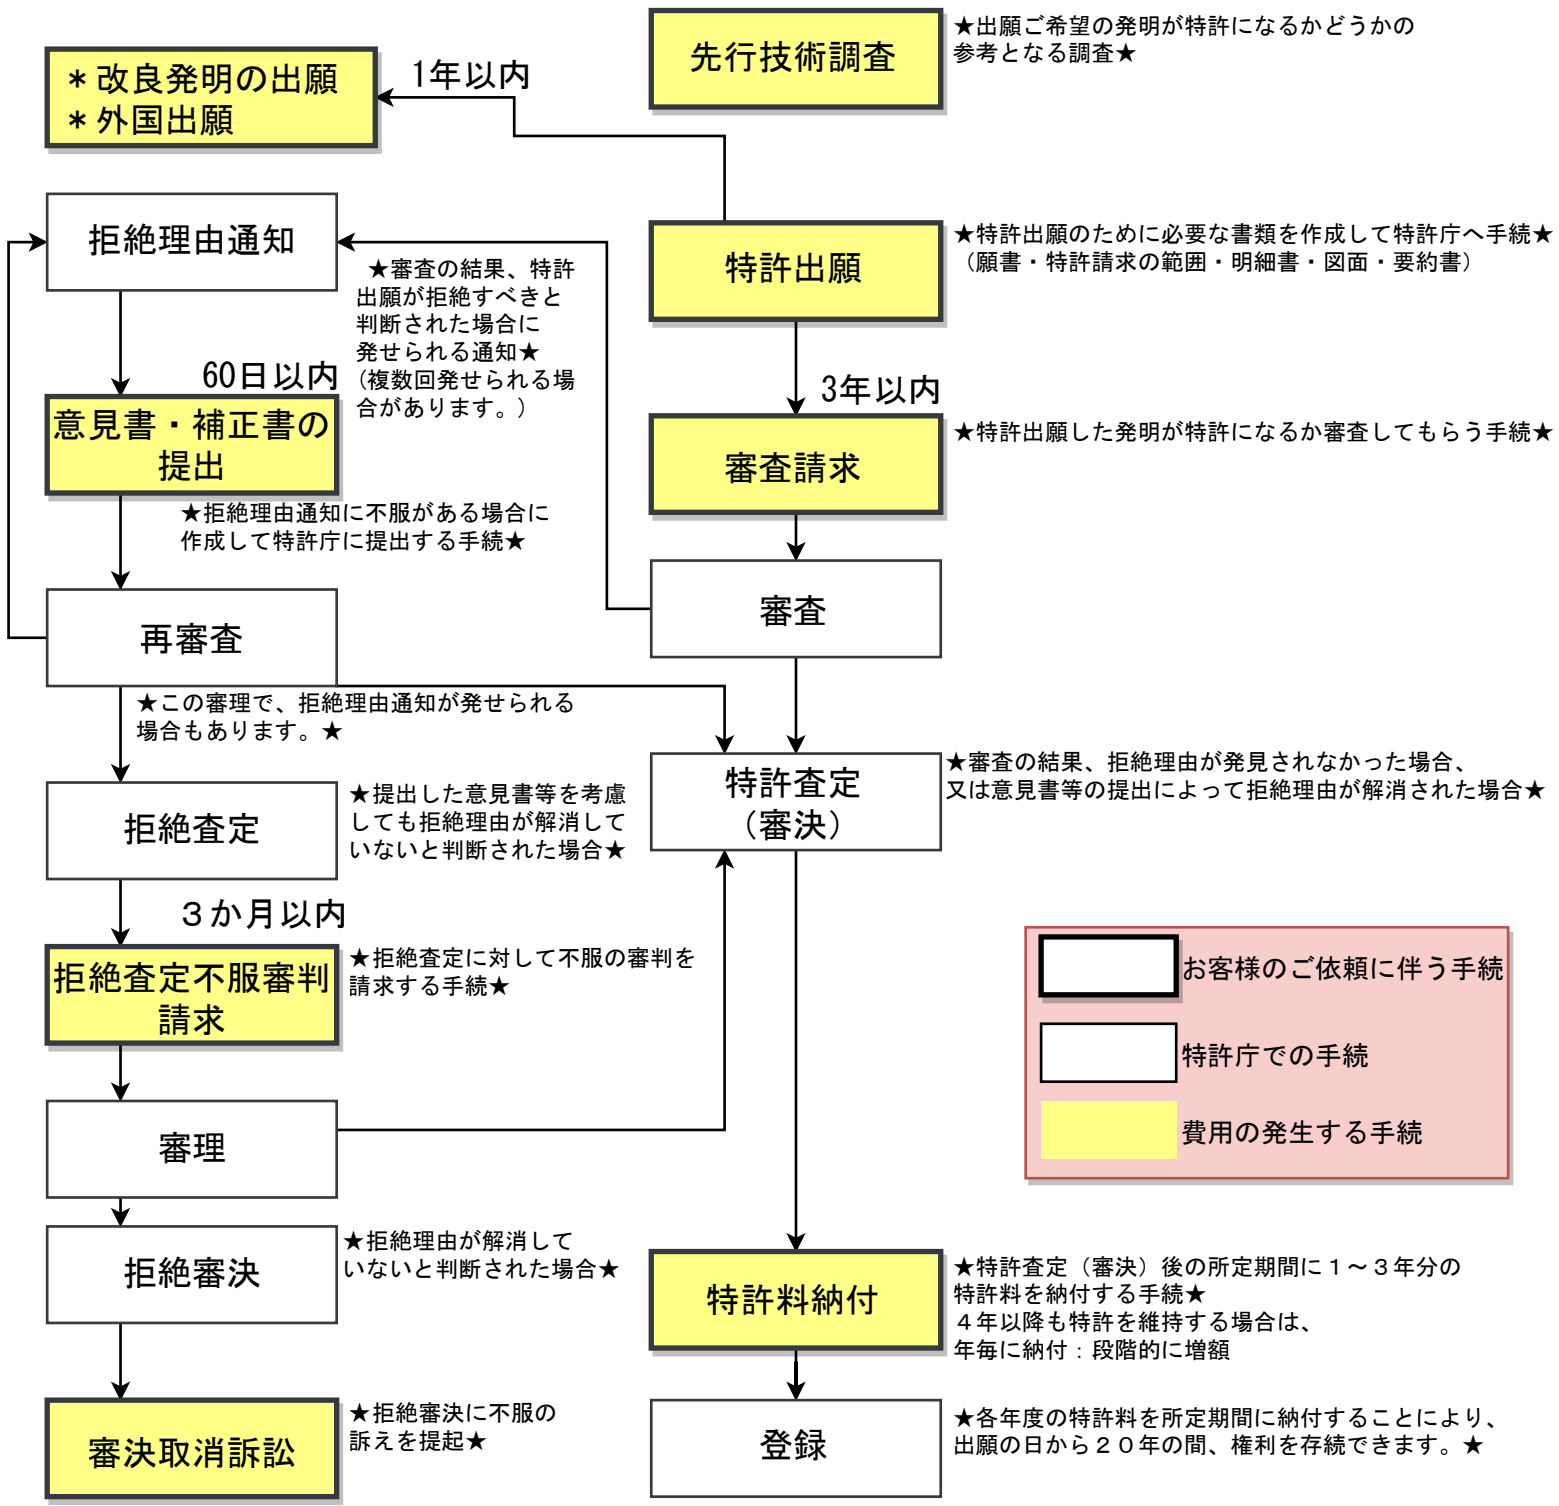 先行技術調査
★出願ご希望の発明が特許になるかどうかの
参考となる調査★
＊改良発明の出願
＊外国出願
1年以内
拒絶理由通知
★審査の結果、特許
出願が拒絶すべきと
判断された場合に
発せられる通知★
(複数回発せられる場
合があります。)
特許出願
★特許出願のために必要な書類を作成して特許庁へ手続★
（願書・特許請求の範囲・明細書・図面・要約書）
60日以内
3年以内
意見書・補正書の
提出
★拒絶理由通知に不服がある場合に
作成して特許庁に提出する手続★
審査請求
★特許出願した発明が特許になるか審査してもらう手続★
再審査
★この審理で、拒絶理由通知が発せられる
場合もあります。★
審査
拒絶査定
★提出した意見書等を考慮
しても拒絶理由が解消して
いないと判断された場合★
特許査定
（審決）
★審査の結果、拒絶理由が発見されなかった場合、
又は意見書等の提出によって拒絶理由が解消された場合★
３か月以内
拒絶査定不服審判
請求
★拒絶査定に対して不服の審判を
請求する手続★
お客様のご依頼に伴う手続
特許庁での手続
費用の発生する手続
審理
拒絶審決
★拒絶理由が解消して
いないと判断された場合★
特許料納付
★特許査定（審決）後の所定期間に１～３年分の
特許料を納付する手続★
４年以降も特許を維持する場合は、
年毎に納付：段階的に増額
審決取消訴訟
★拒絶審決に不服の
訴えを提起★
登録
★各年度の特許料を所定期間に納付することにより、
出願の日から２０年の間、権利を存続できます。★